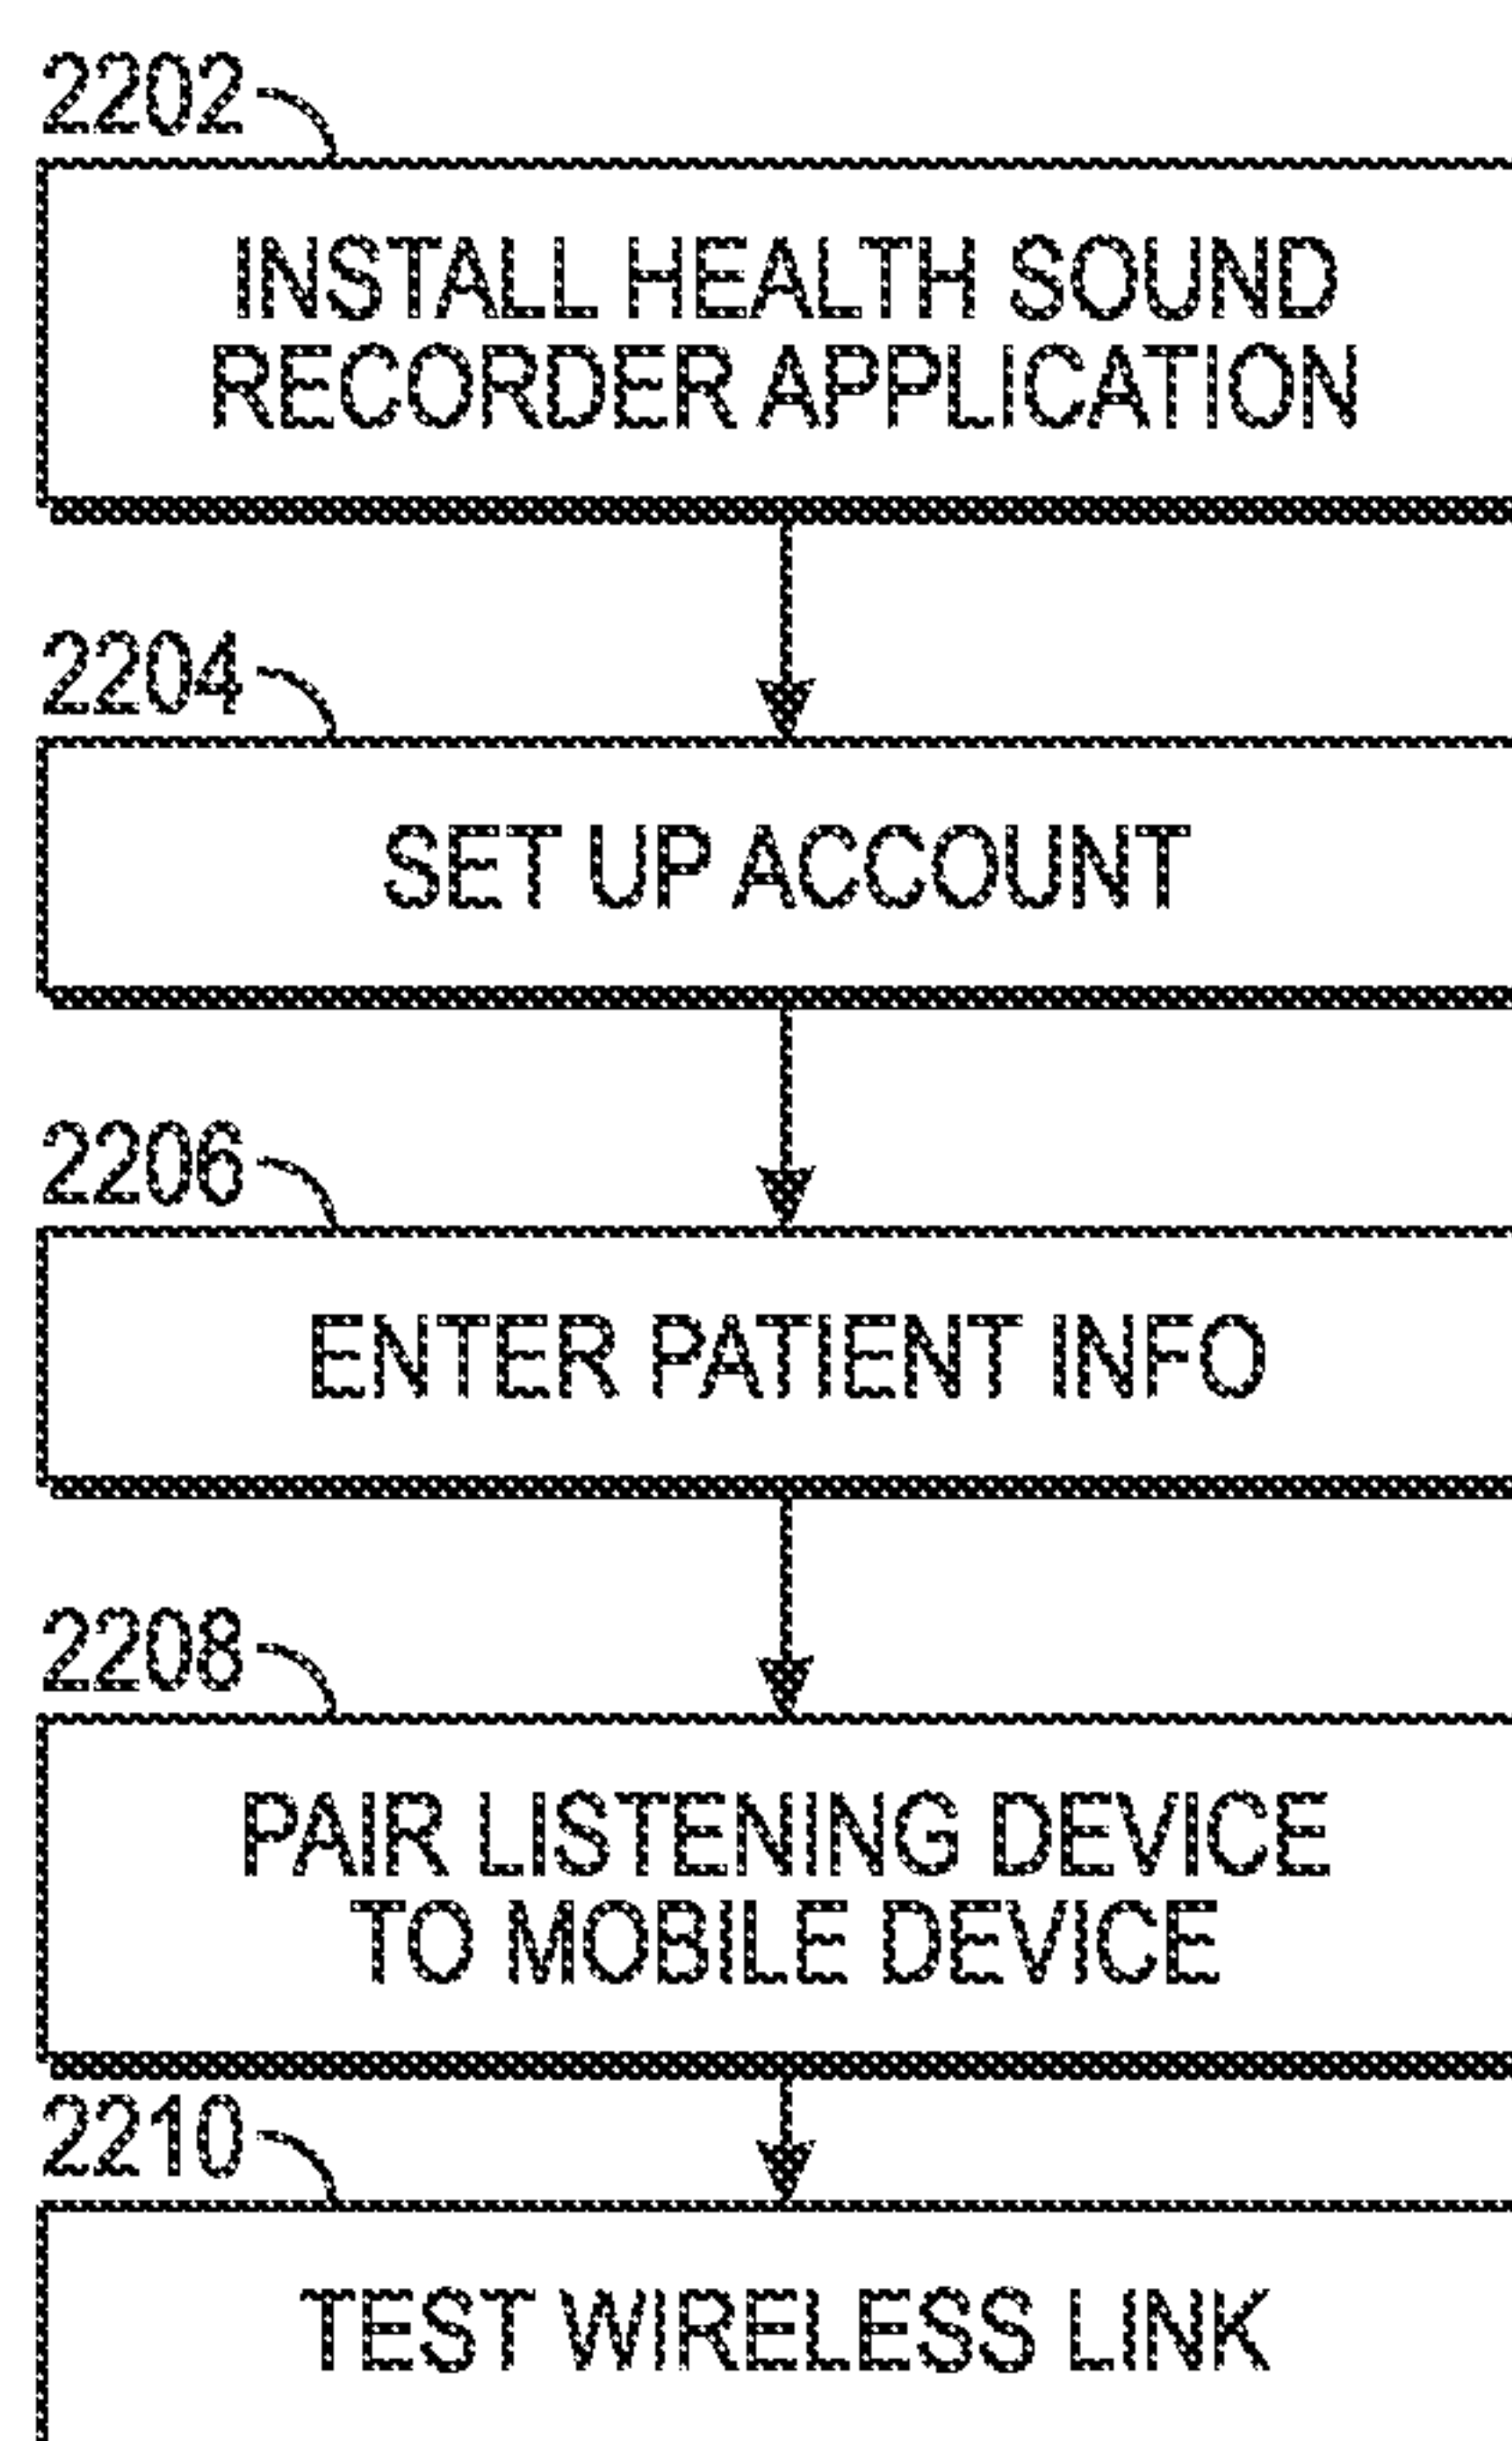 2202
INSTALL HEALTH SOUND
RECORDER APPLICATION
2204
SET UP ACCOUNT
2206
ENTER PATIENT INFO
2208
PAIR LISTENING DEVICE
TO MOBILE DEVICE
2210
TEST WIRELESS LINK